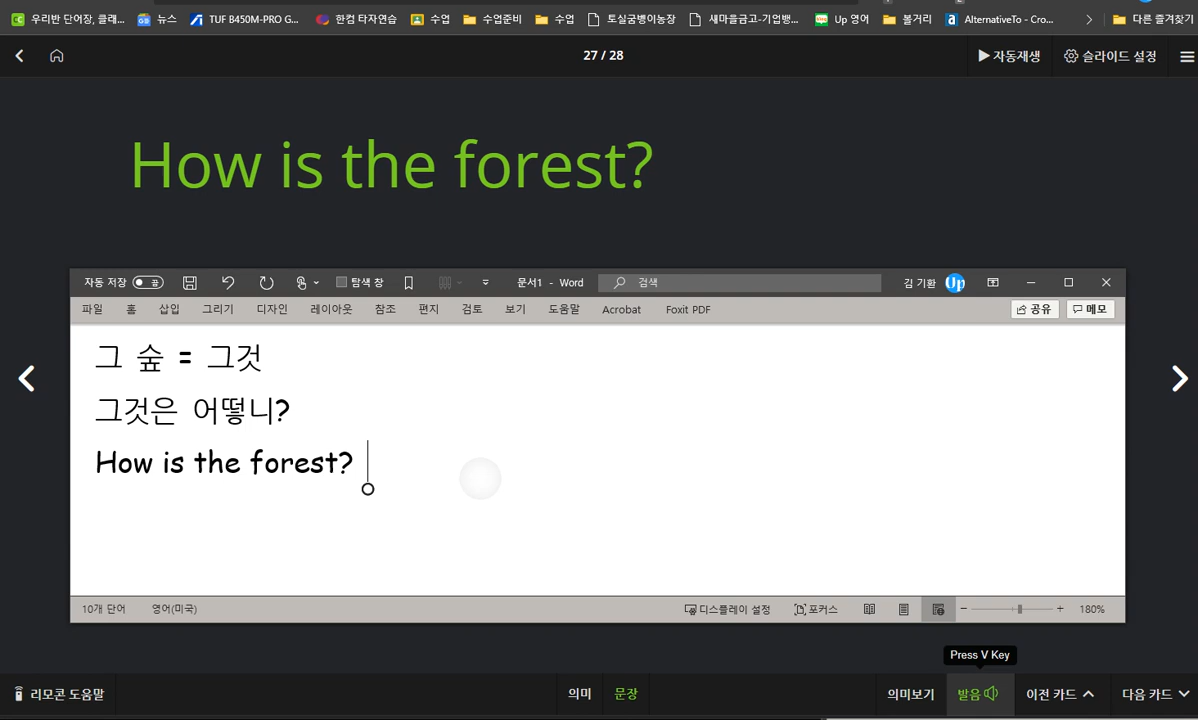 우리반 단어장, 클래... 뉴스 TUF B450M-PRO G... 한컴 타자연습 수업 수업준비 수업 토실굼벵이농장 새마을금고-기업뱅... Up 영어 볼거리 AlternativeTo - Cro... 다른 즐겨찾기
27 / 28 자동재생 슬라이드 설정
How is the forest?
자동 저장 끔 탐색 창 문서1 - Word 검색 김 기환 Up
파일 홈 삽입 그리기 디자인 레이아웃 참조 편지 검토 보기 도움말 Acrobat Foxit PDF 공유 메모
그 숲 = 그것
그것은 어떻니?
How is the forest?
10개 단어 영어(미국) 디스플레이 설정 포커스 - + 180%
Press V Key
리모콘 도움말 의미 문장 의미보기 발음 이전 카드 다음 카드